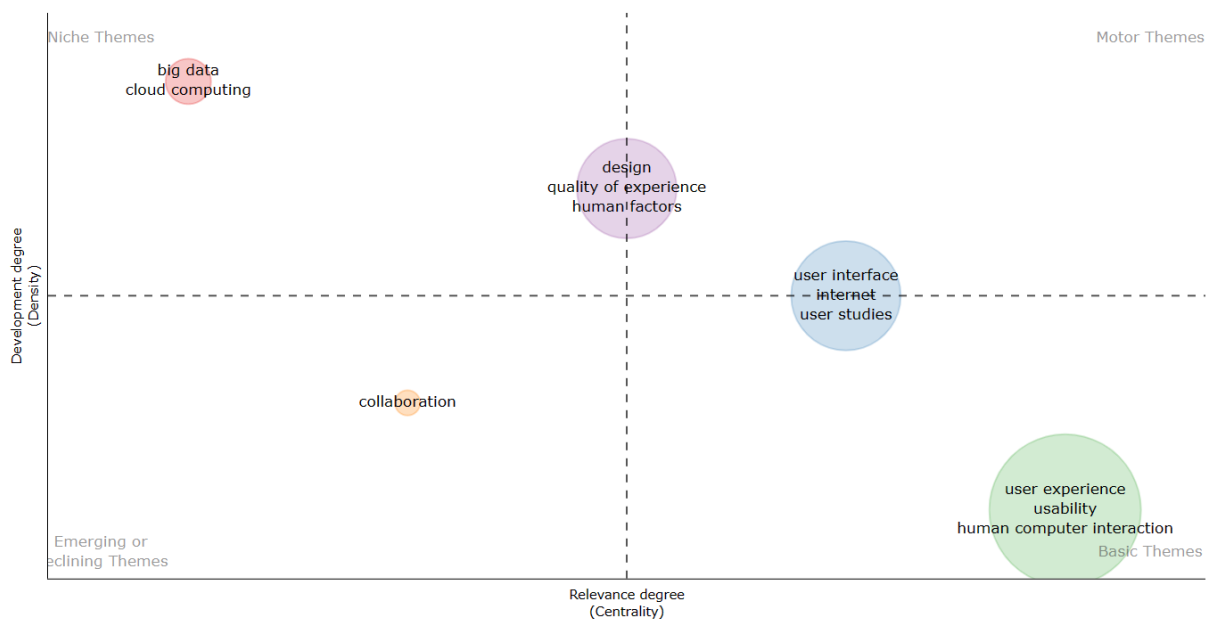 Niche Themes
Motor Themes
big data
cloud computing
design
quality of experience
human factors
user interface
internet
user studies
collaboration
user experience
usability
human computer interaction
Emerging or
eclining Themes
Basic Themes
Development degree
(Density)
Relevance degree
(Centrality)